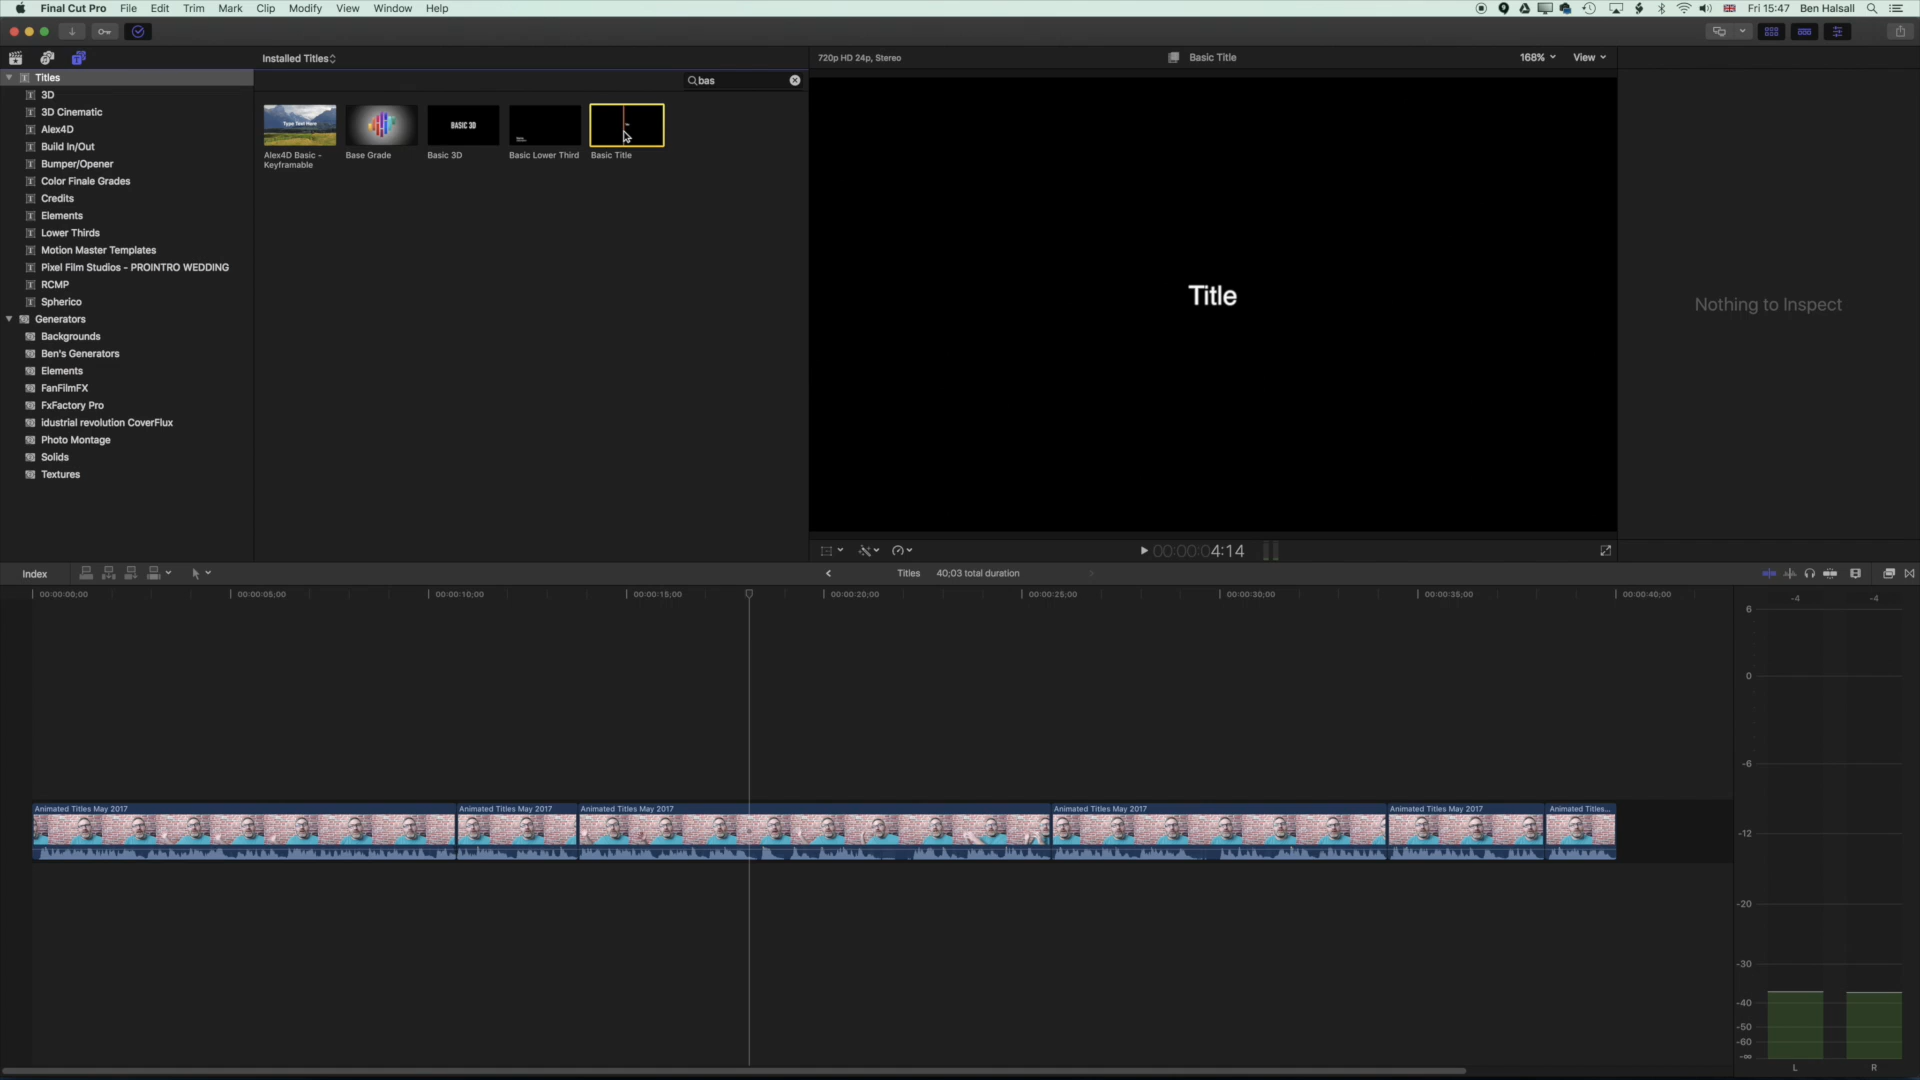 Final Cut Pro File Edit Trim Mark Clip Modify View Window Help
Fri 15:47 Ben Halsall
Installed Titles
720p HD 24p, Stereo
Basic Title
168%
View
Titles
bas
3D
3D Cinematic
Alex4D
Build In/Out
Bumper/Opener
Color Finale Grades
Credits
Elements
Lower Thirds
Motion Master Templates
Pixel Film Studios - PROINTRO WEDDING
RCMP
Spherico
Generators
Backgrounds
Ben's Generators
Elements
FanFilmFX
FxFactory Pro
idustrial revolution CoverFlux
Photo Montage
Solids
Textures
Type Text Here
BASIC 3D
Alex4D Basic -
Keyframable
Base Grade
Basic 3D
Basic Lower Third
Basic Title
Title
Nothing to Inspect
00:00:04:14
Index
Titles 40;03 total duration
00:00:00;00 00:00:05;00 00:00:10;00 00:00:15;00 00:00:20;00 00:00:25;00 00:00:30;00 00:00:35;00 00:00:40;00
-4 -4
6
0
-6
-12
-20
-30
-40
-50
-60
-∞
L R
Animated Titles May 2017 Animated Titles May 2017 Animated Titles May 2017 Animated Titles May 2017 Animated Titles May 2017 Animated Titles...